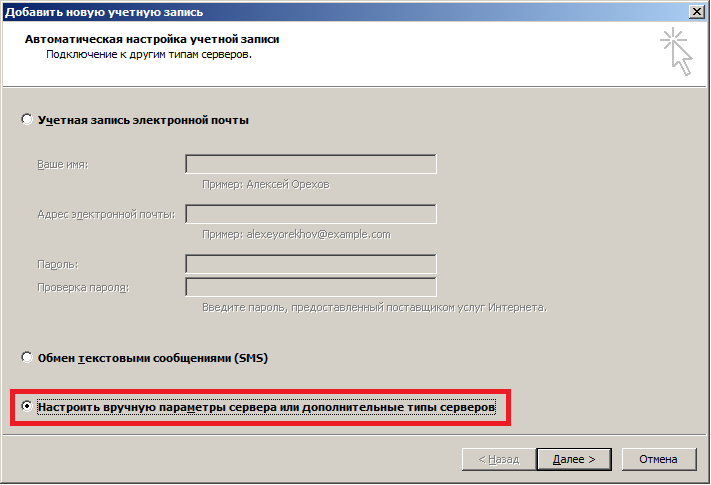 Добавить новую учетную запись
Автоматическая настройка учетной записи
Подключение к другим типам серверов.
Учетная запись электронной почты
Ваше имя:
Пример: Алексей Орехов
Адрес электронной почты:
Пример: alexeyorekhov@example.com
Пароль:
Проверка пароля:
Введите пароль, предоставленный поставщиком услуг Интернета.
Обмен текстовыми сообщениями (SMS)
Настроить вручную параметры сервера или дополнительные типы серверов
< Назад Далее > Отмена